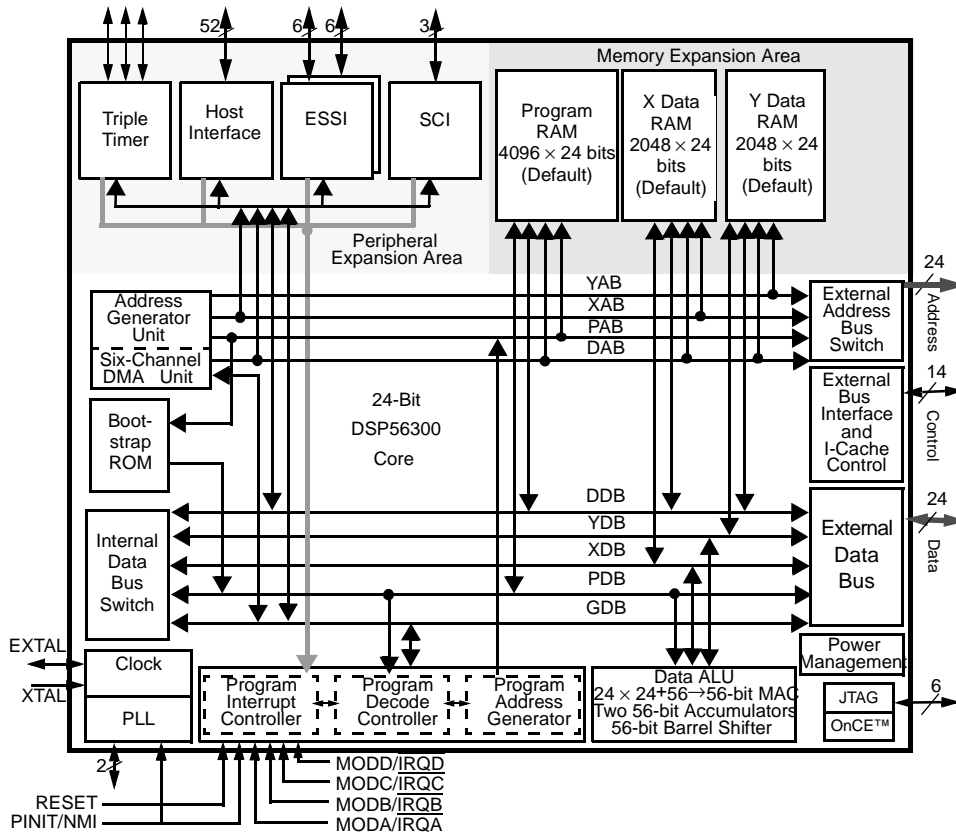 52
6
6
3
Memory Expansion Area
Triple
Timer
Host
Interface
ESSI
SCI
Program
RAM
4096 × 24 bits
(Default)
X Data
RAM
2048 × 24
bits
(Default)
Y Data
RAM
2048 × 24
bits
(Default)
Peripheral
Expansion Area
Address
Generator
Unit
Six-Channel
DMA Unit
YAB
XAB
PAB
DAB
External
Address
Bus
Switch
24
Address
Boot-
strap
ROM
24-Bit
DSP56300
Core
External
Bus
Interface
and
I-Cache
Control
14
Control
Internal
Data
Bus
Switch
DDB
YDB
XDB
PDB
GDB
External
Data
Bus
24
Data
EXTAL
XTAL
Clock
PLL
Program
Interrupt
Controller
Program
Decode
Controller
Program
Address
Generator
Data ALU
24 × 24+56→56-bit MAC
Two 56-bit Accumulators
56-bit Barrel Shifter
Power
Management
JTAG
OnCE™
6
2
RESET
PINIT/NMI
MODD/IRQD
MODC/IRQC
MODB/IRQB
MODA/IRQA